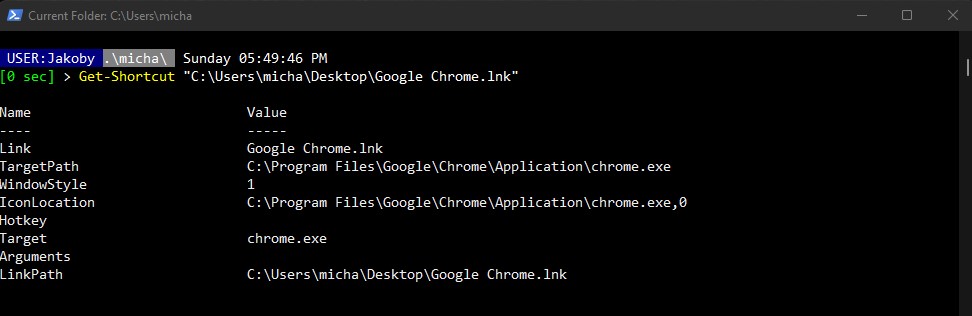 Current Folder: C:\Users\micha
USER:Jakoby .\micha\ Sunday 05:49:46 PM
[0 sec] > Get-Shortcut "C:\Users\micha\Desktop\Google Chrome.lnk"
Name Value
---- -----
Link Google Chrome.lnk
TargetPath C:\Program Files\Google\Chrome\Application\chrome.exe
WindowStyle 1
IconLocation C:\Program Files\Google\Chrome\Application\chrome.exe,0
Hotkey
Target chrome.exe
Arguments
LinkPath C:\Users\micha\Desktop\Google Chrome.lnk